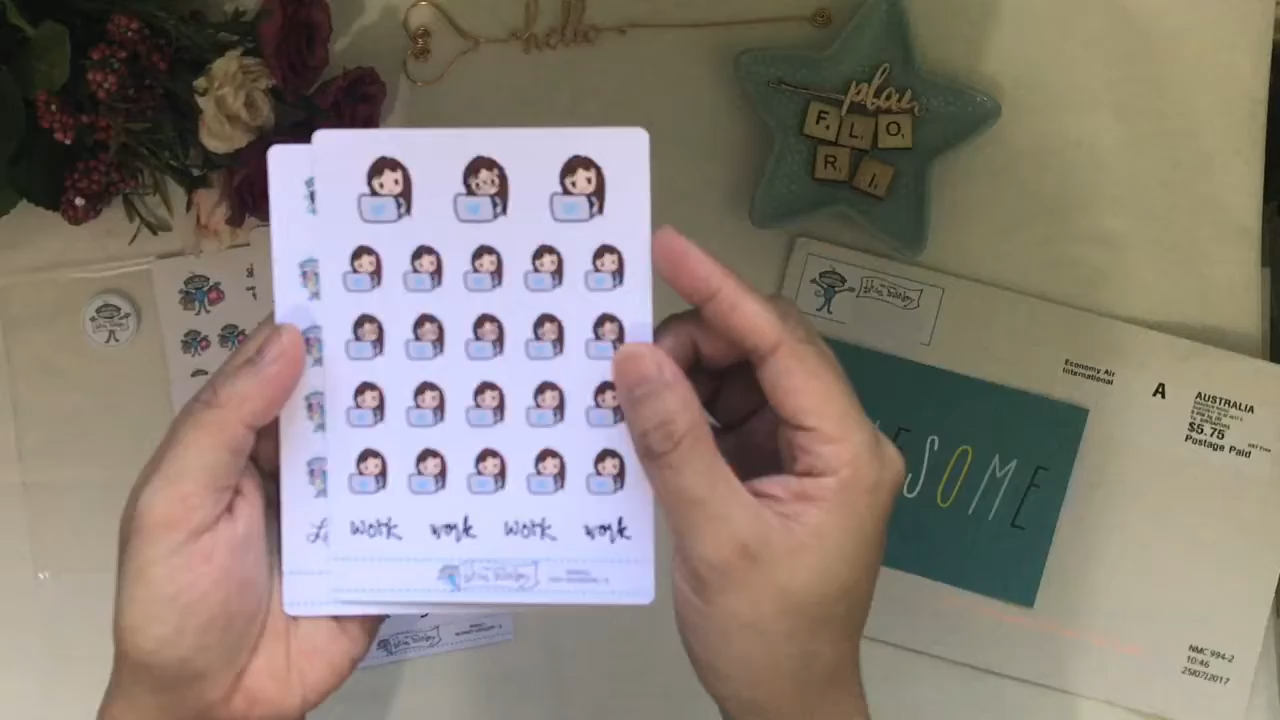 hello
plan
F L O
R I
Economy Air
International
A
AUSTRALIA
$5.75
Postage Paid
ESOME
work work work work
NMC 994-2
10:46
25/07/2017